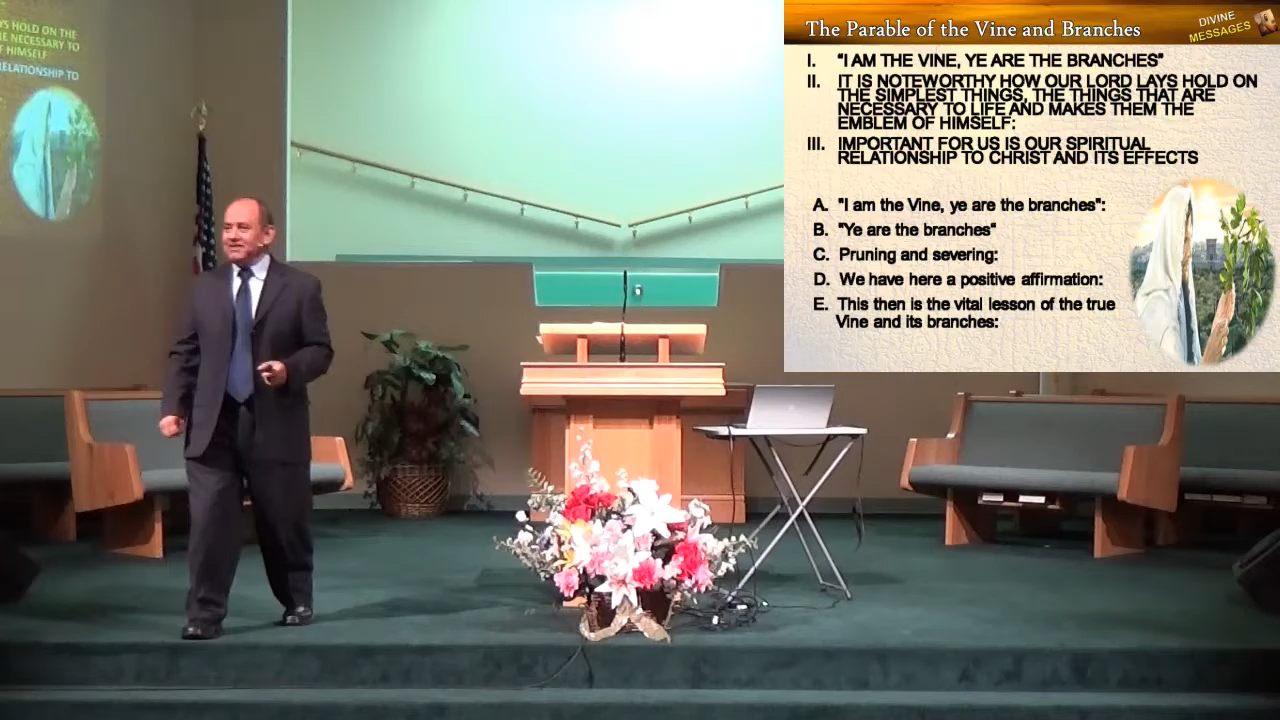 YS HOLD ON THE
E NECESSARY TO
F HIMSELF
RELATIONSHIP TO
The Parable of the Vine and Branches
DIVINE
MESSAGES
I. "I AM THE VINE, YE ARE THE BRANCHES"
II. IT IS NOTEWORTHY HOW OUR LORD LAYS HOLD ON
THE SIMPLEST THINGS, THE THINGS THAT ARE
NECESSARY TO LIFE AND MAKES THEM THE
EMBLEM OF HIMSELF:
III. IMPORTANT FOR US IS OUR SPIRITUAL
RELATIONSHIP TO CHRIST AND ITS EFFECTS
A. "I am the Vine, ye are the branches":
B. "Ye are the branches"
C. Pruning and severing:
D. We have here a positive affirmation:
E. This then is the vital lesson of the true
Vine and its branches: